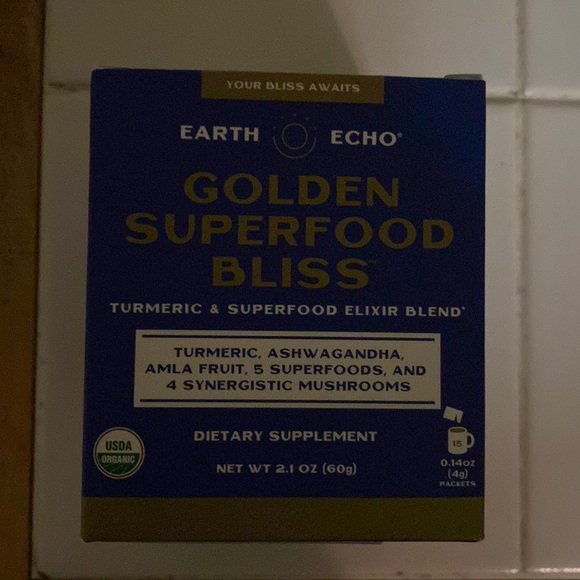 YOUR BLISS AWAITS
EARTH ECHO®
GOLDEN
SUPERFOOD
BLISS™
TURMERIC & SUPERFOOD ELIXIR BLEND*
TURMERIC, ASHWAGANDHA,
AMLA FRUIT, 5 SUPERFOODS, AND
4 SYNERGISTIC MUSHROOMS
DIETARY SUPPLEMENT
NET WT 2.1 OZ (60g)
USDA
ORGANIC
15
0.14oz
(4g)
PACKETS